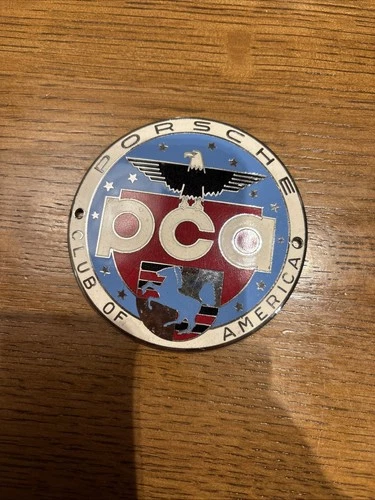 PORSCHE
pca
CLUB OF AMERICA